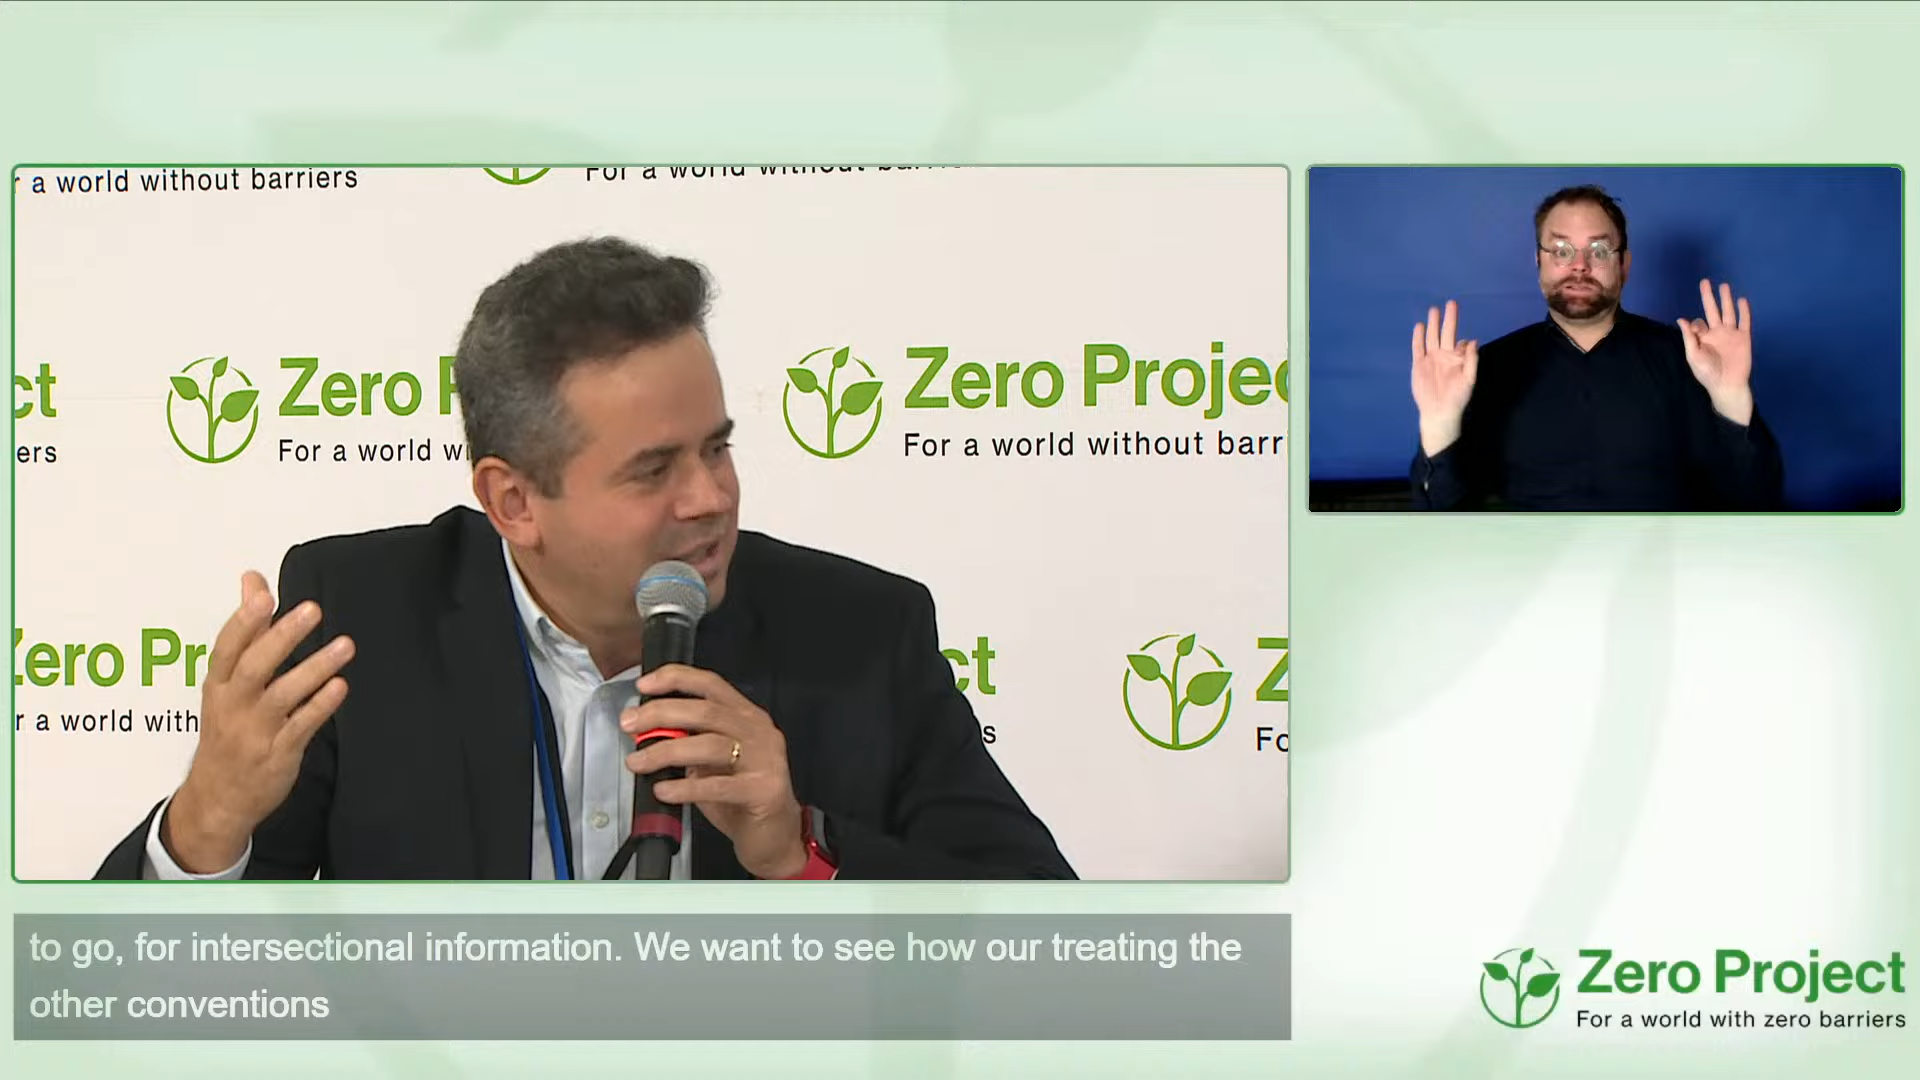 r a world without barriers
For a world without
ct
ers
Zero P
For a world wi
Zero Projec
For a world without barr
Zero Pr
r a world with
ct
s
Z
Fo
to go, for intersectional information. We want to see how our treating the
other conventions
Zero Project
For a world with zero barriers